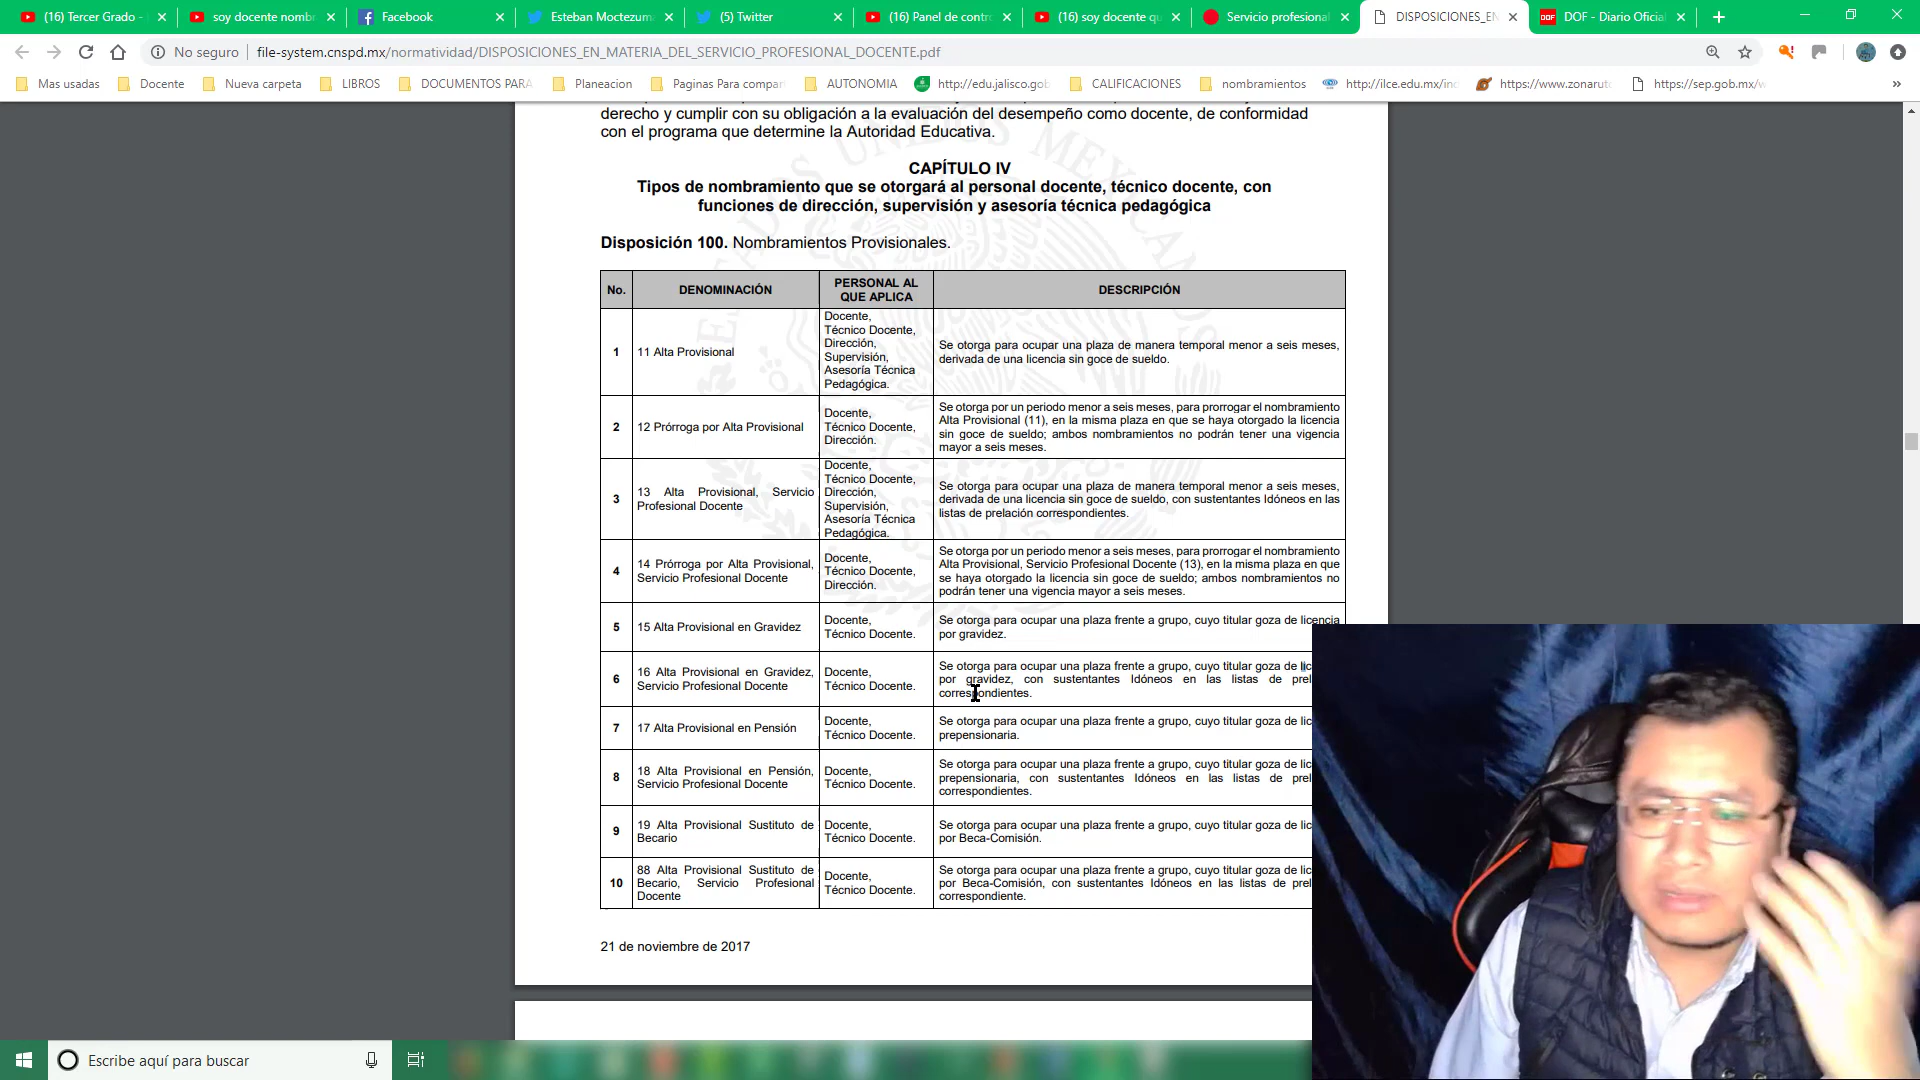 (16) Tercer Grado -
soy docente nomb
Facebook
Esteban Moctezum
(5) Twitter
(16) Panel de cont
(16) soy docente qu
Servicio profesional
DISPOSICIONES_EN
DOF - Diario Oficial
No seguro
file-system.cnspd.mx/normatividad/DISPOSICIONES_EN_MATERIA_DEL_SERVICIO_PROFESIONAL_DOCENTE.pdf
Mas usadas
Docente
Nueva carpeta
LIBROS
DOCUMENTOS PARA
Planeacion
Paginas Para compar
AUTONOMIA
http://edu.jalisco.gob
CALIFICACIONES
nombramientos
http://ilce.edu.mx/in
https://www.zonarut
https://sep.gob.mx/w
derecho y cumplir con su obligación a la evaluación del desempeño como docente, de conformidad
con el programa que determine la Autoridad Educativa.
CAPÍTULO IV
Tipos de nombramiento que se otorgará al personal docente, técnico docente, con
funciones de dirección, supervisión y asesoría técnica pedagógica
Disposición 100. Nombramientos Provisionales.
No.
DENOMINACIÓN
PERSONAL AL
QUE APLICA
DESCRIPCIÓN
1
11 Alta Provisional
Docente,
Técnico Docente,
Dirección,
Supervisión,
Asesoría Técnica
Pedagógica.
Se otorga para ocupar una plaza de manera temporal menor a seis meses,
derivada de una licencia sin goce de sueldo.
2
12 Prórroga por Alta Provisional
Docente,
Técnico Docente,
Dirección.
Se otorga por un periodo menor a seis meses, para prorrogar el nombramiento
Alta Provisional (11), en la misma plaza en que se haya otorgado la licencia
sin goce de sueldo; ambos nombramientos no podrán tener una vigencia
mayor a seis meses.
3
13 Alta Provisional, Servicio
Profesional Docente
Docente,
Técnico Docente,
Dirección,
Supervisión,
Asesoría Técnica
Pedagógica.
Se otorga para ocupar una plaza de manera temporal menor a seis meses,
derivada de una licencia sin goce de sueldo, con sustentantes Idóneos en las
listas de prelación correspondientes.
4
14 Prórroga por Alta Provisional,
Servicio Profesional Docente
Docente,
Técnico Docente,
Dirección.
Se otorga por un periodo menor a seis meses, para prorrogar el nombramiento
Alta Provisional, Servicio Profesional Docente (13), en la misma plaza en que
se haya otorgado la licencia sin goce de sueldo; ambos nombramientos no
podrán tener una vigencia mayor a seis meses.
5
15 Alta Provisional en Gravidez
Docente,
Técnico Docente.
Se otorga para ocupar una plaza frente a grupo, cuyo titular goza de licencia
por gravidez.
6
16 Alta Provisional en Gravidez,
Servicio Profesional Docente
Docente,
Técnico Docente.
Se otorga para ocupar una plaza frente a grupo, cuyo titular goza de lic
por gravidez, con sustentantes Idóneos en las listas de prel
correspondientes.
7
17 Alta Provisional en Pensión
Docente,
Técnico Docente.
Se otorga para ocupar una plaza frente a grupo, cuyo titular goza de lic
prepensionaria.
8
18 Alta Provisional en Pensión,
Servicio Profesional Docente
Docente,
Técnico Docente.
Se otorga para ocupar una plaza frente a grupo, cuyo titular goza de lic
prepensionaria, con sustentantes Idóneos en las listas de prel
correspondientes.
9
19 Alta Provisional Sustituto de
Becario
Docente,
Técnico Docente.
Se otorga para ocupar una plaza frente a grupo, cuyo titular goza de lic
por Beca-Comisión.
10
88 Alta Provisional Sustituto de
Becario, Servicio Profesional
Docente
Docente,
Técnico Docente.
Se otorga para ocupar una plaza frente a grupo, cuyo titular goza de lic
por Beca-Comisión, con sustentantes Idóneos en las listas de prel
correspondiente.
21 de noviembre de 2017
Escribe aquí para buscar